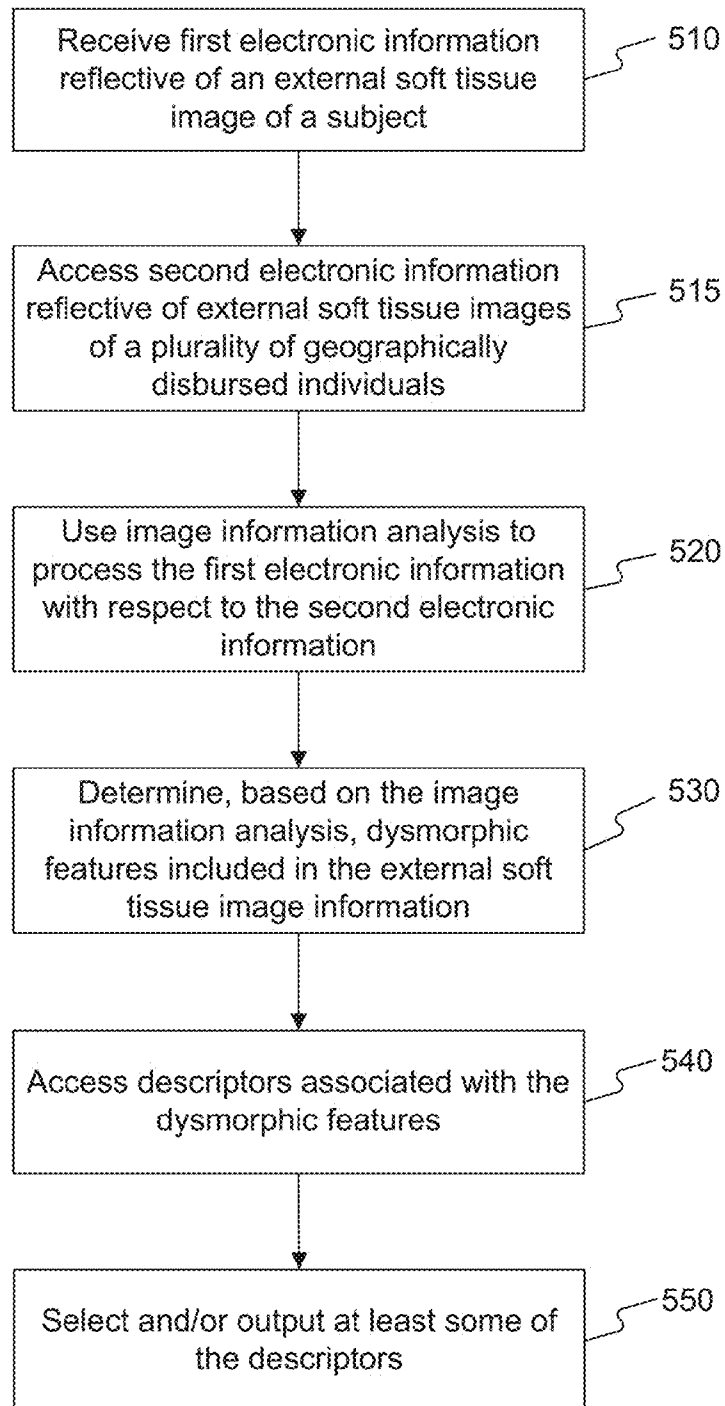 Receive first electronic information
reflective of an external soft tissue
image of a subject
510
Access second electronic information
reflective of external soft tissue images
of a plurality of geographically
disbursed individuals
515
Use image information analysis to
process the first electronic information
with respect to the second electronic
information
520
Determine, based on the image
information analysis, dysmorphic
features included in the external soft
tissue image information
530
Access descriptors associated with the
dysmorphic features
540
Select and/or output at least some of
the descriptors
550